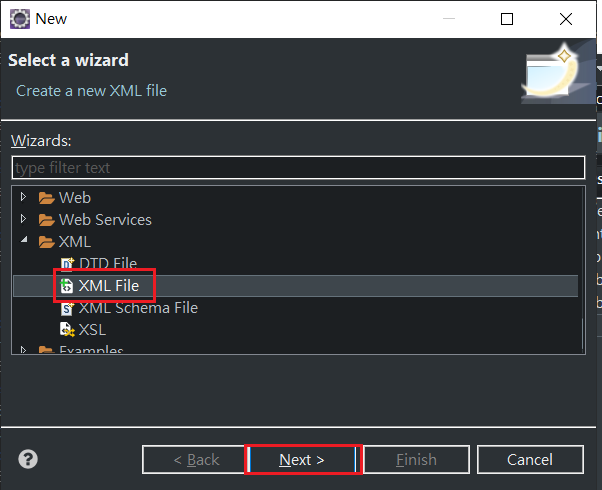 New
Select a wizard
Create a new XML file
Wizards:
type filter text
Web
Web Services
XML
DTD File
XML File
XML Schema File
XSL
Examples
< Back
Next >
Finish
Cancel